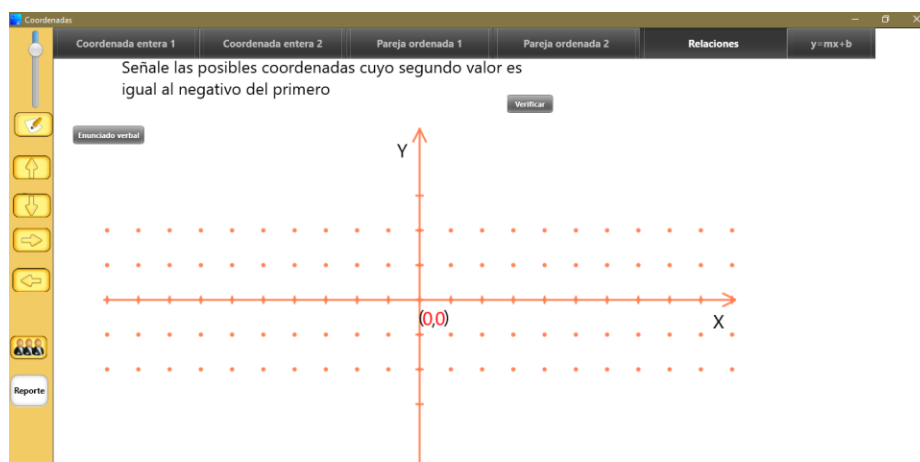 Coordenadas
Coordenada entera 1 Coordenada entera 2 Pareja ordenada 1 Pareja ordenada 2 Relaciones y=mx+b
Señale las posibles coordenadas cuyo segundo valor es
igual al negativo del primero
Verificar
Enunciado verbal
Y
(0,0)
X
Reporte